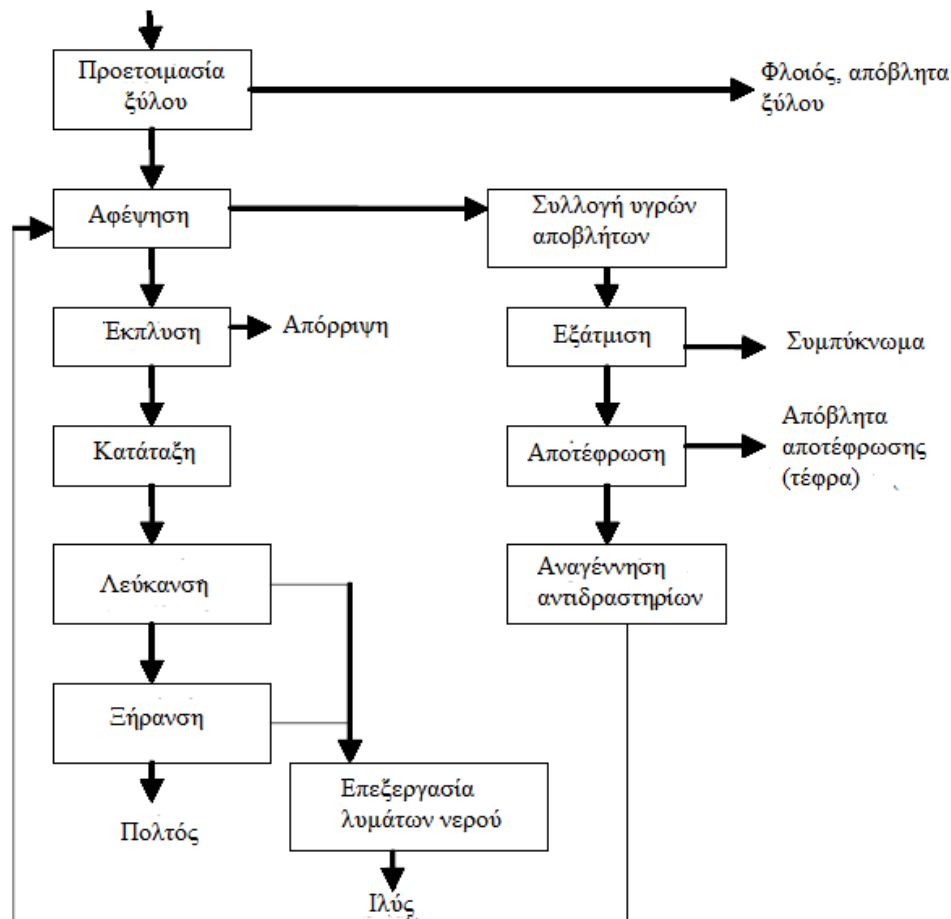 Προετοιμασία
ξύλου
Φλοιός, απόβλητα
ξύλου
Αφέψηση
Συλλογή υγρών
αποβλήτων
Έκπλυση
Απόρριψη
Εξάτμιση
Συμπύκνωμα
Κατάταξη
Αποτέφρωση
Απόβλητα
αποτέφρωσης
(τέφρα)
Λεύκανση
Αναγέννηση
αντιδραστηρίων
Ξήρανση
Επεξεργασία
λυμάτων νερού
Πολτός
Ιλύς